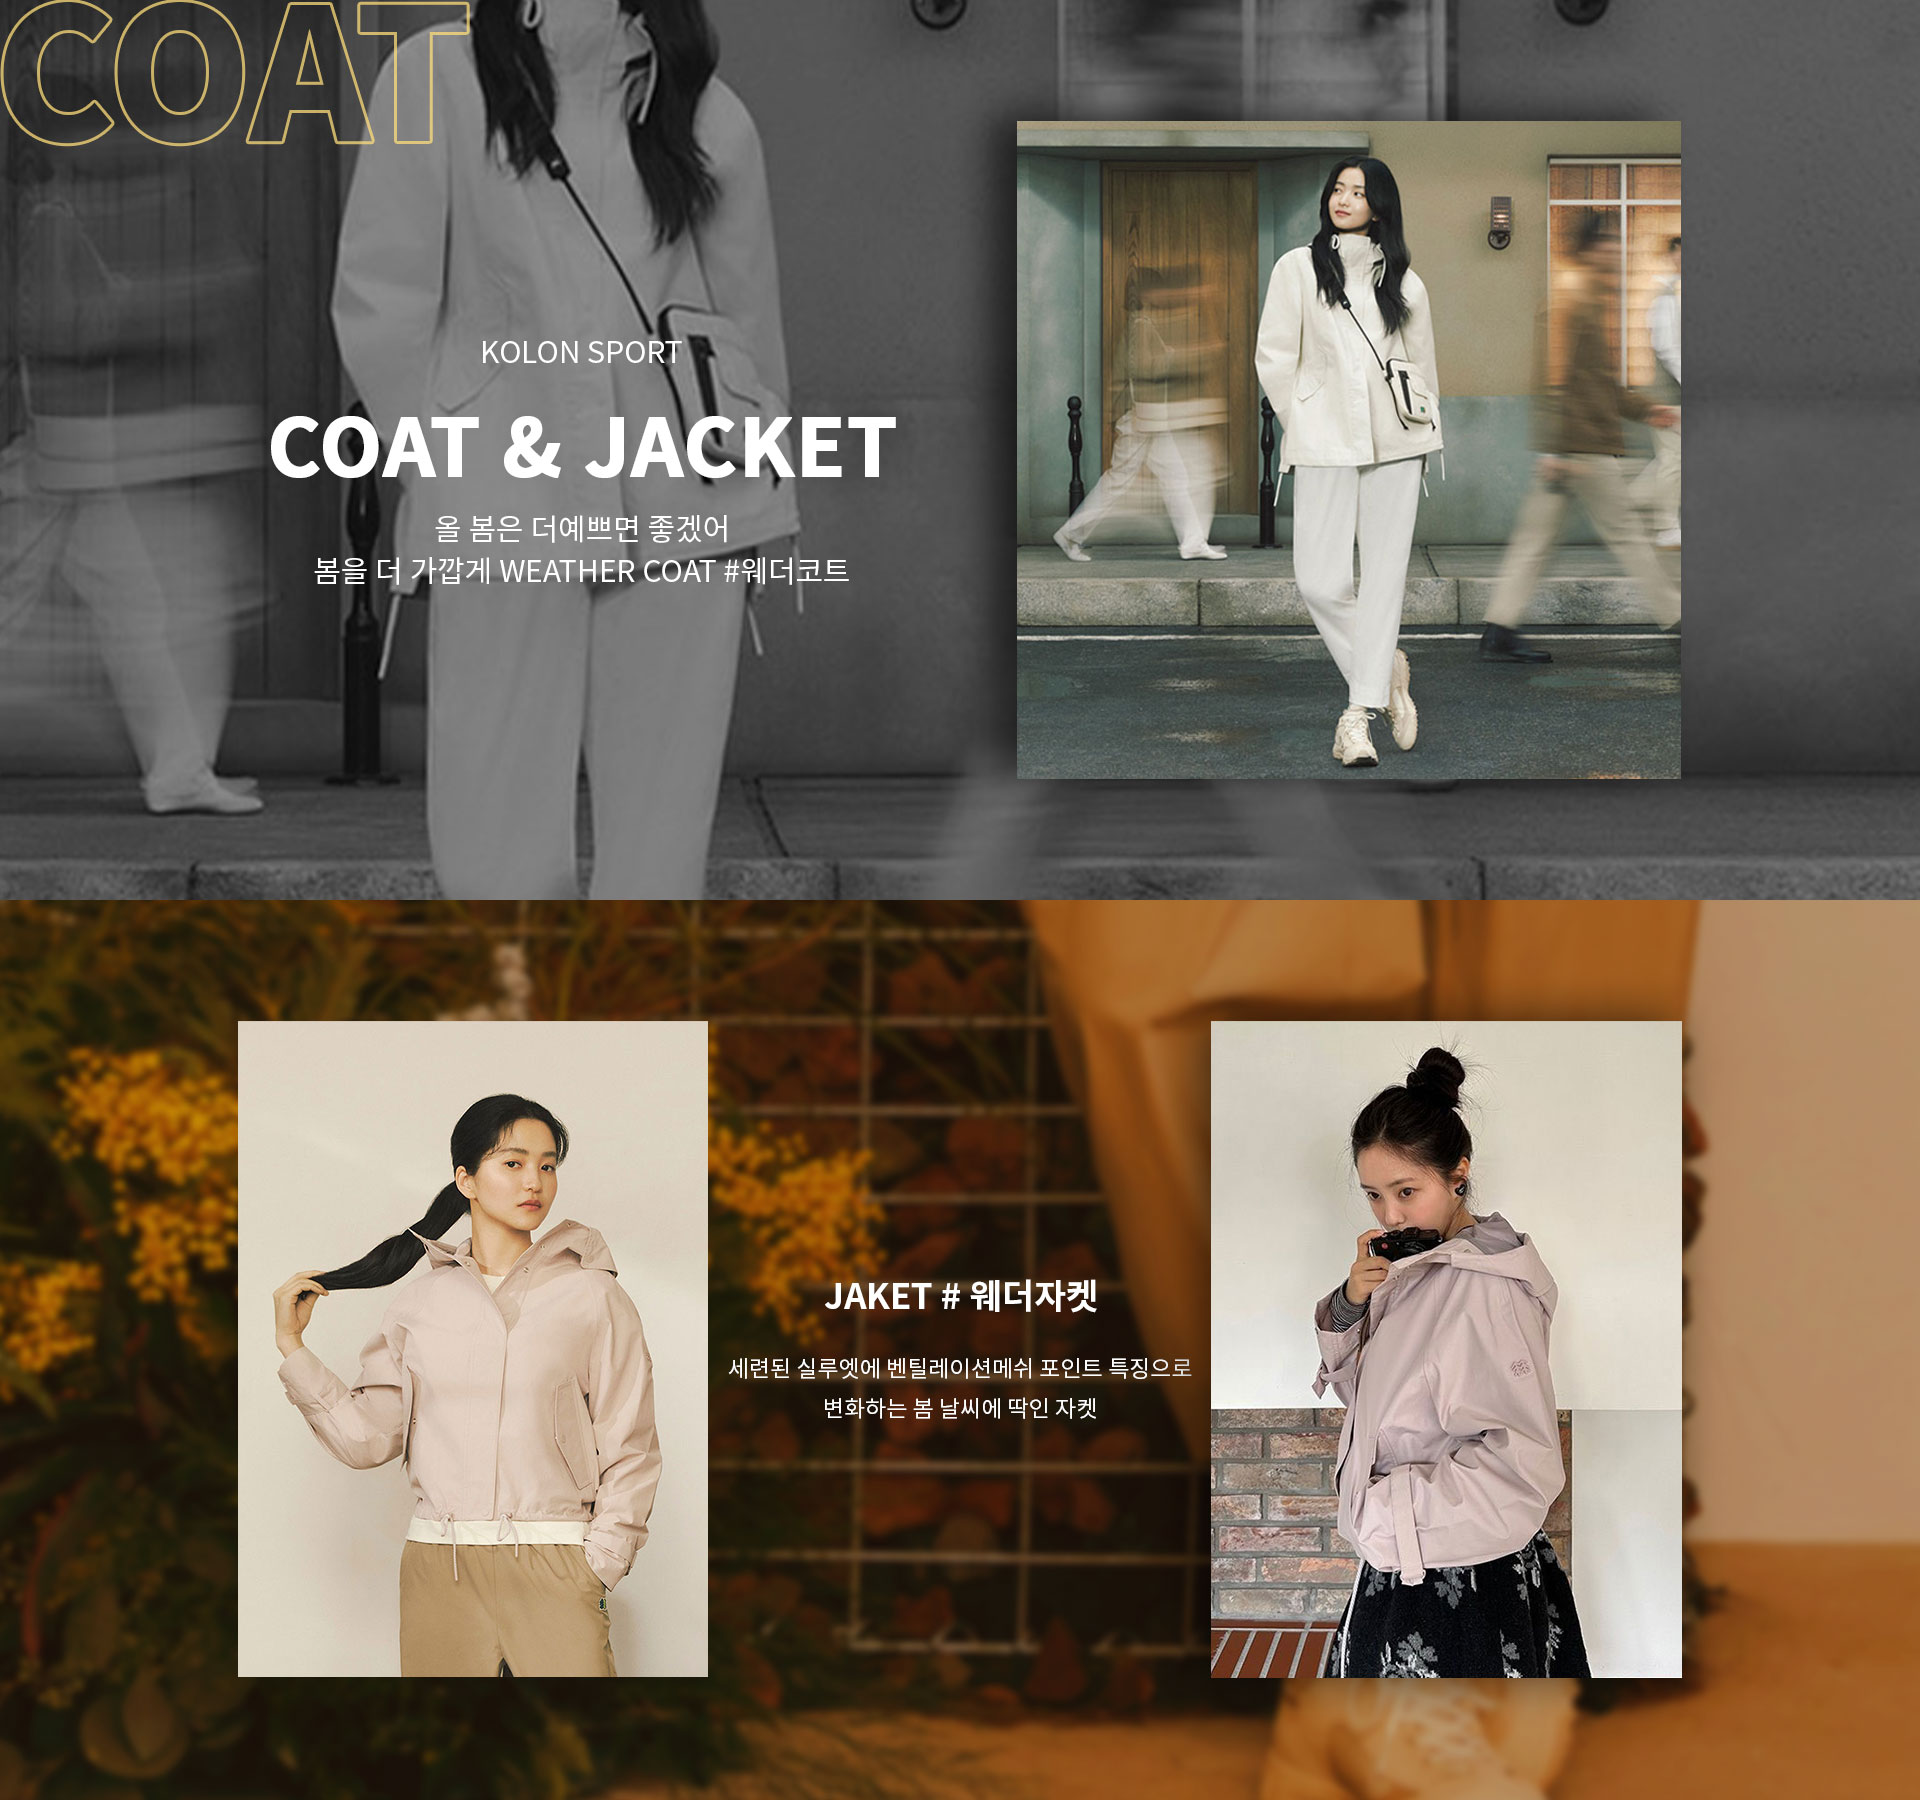 COAT
KOLON SPORT
COAT & JACKET
올 봄은 더예쁘면 좋겠어
봄을 더 가깝게 WEATHER COAT #웨더코트
JAKET # 웨더자켓
세련된 실루엣에 벤틸레이션메쉬 포인트 특징으로
변화하는 봄 날씨에 딱인 자켓